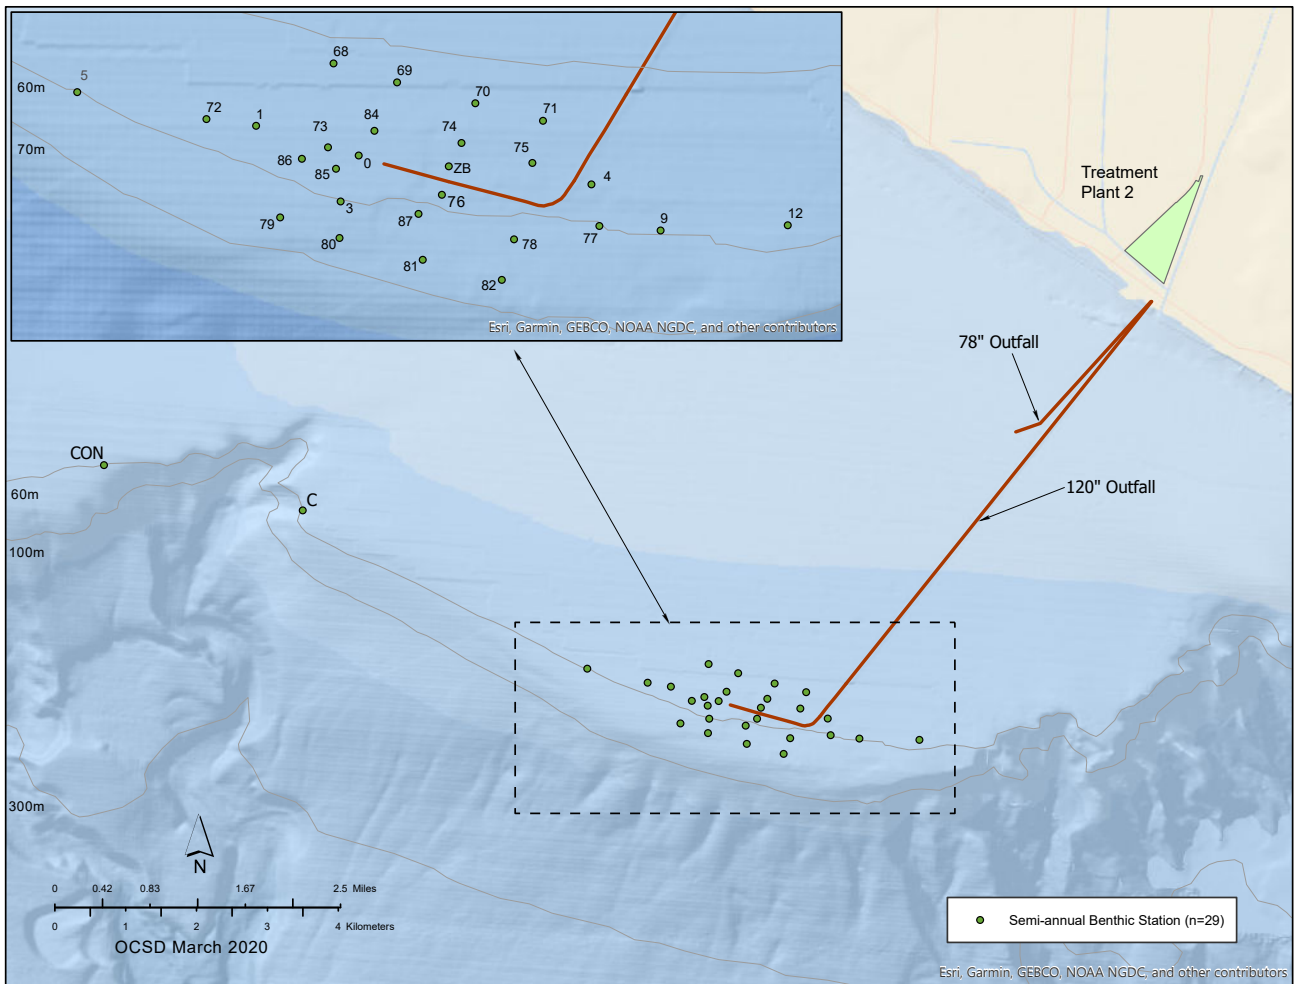 68
69
5
60m
70
72
1
84
71
73
74
70m
75
86
0
ZB
85
4
3
76
79
87
9
12
77
80
78
81
82
Esri, Garmin, GEBCO, NOAA NGDC, and other contributors
Treatment
Plant 2
78" Outfall
CON
60m
120" Outfall
C
100m
300m
N
0 0.42 0.83 1.67 2.5 Miles
0 1 2 3 4 Kilometers
OCSD March 2020
Semi-annual Benthic Station (n=29)
Esri, Garmin, GEBCO, NOAA NGDC, and other contributors